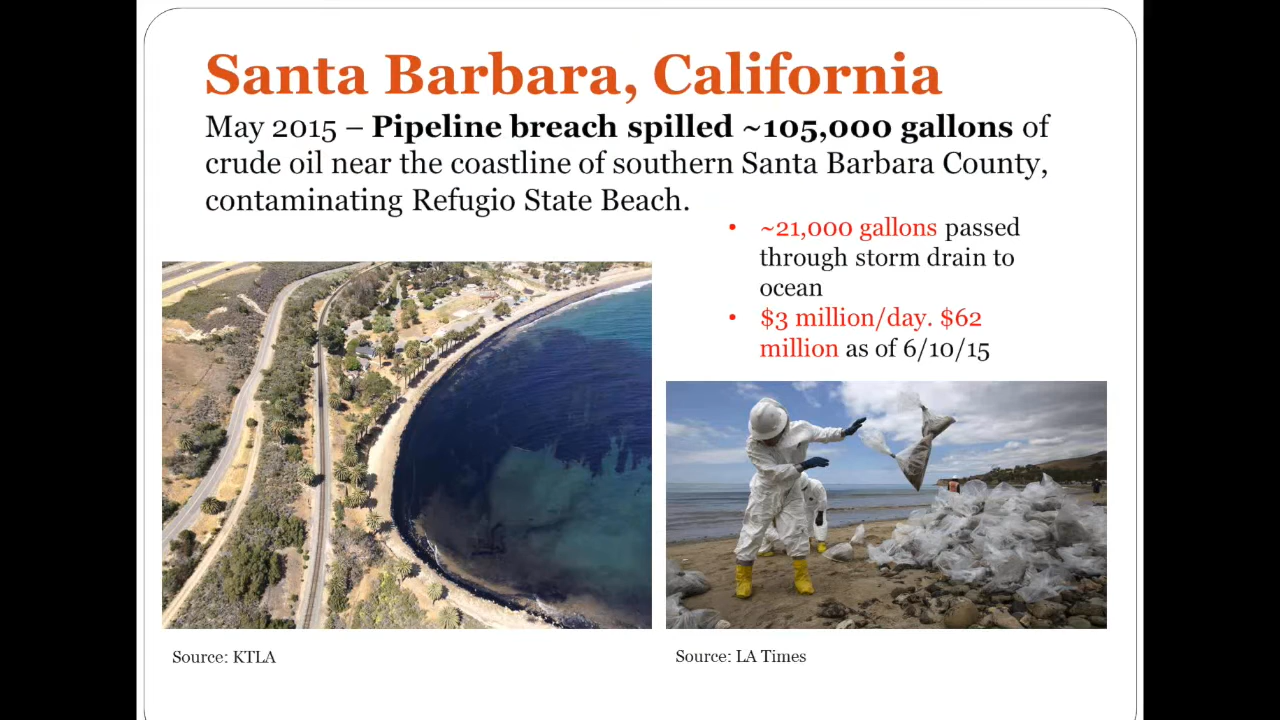 Santa Barbara, California
May 2015 – Pipeline breach spilled ~105,000 gallons of
crude oil near the coastline of southern Santa Barbara County,
contaminating Refugio State Beach.
• ~21,000 gallons passed
through storm drain to
ocean
• $3 million/day. $62
million as of 6/10/15
Source: KTLA
Source: LA Times